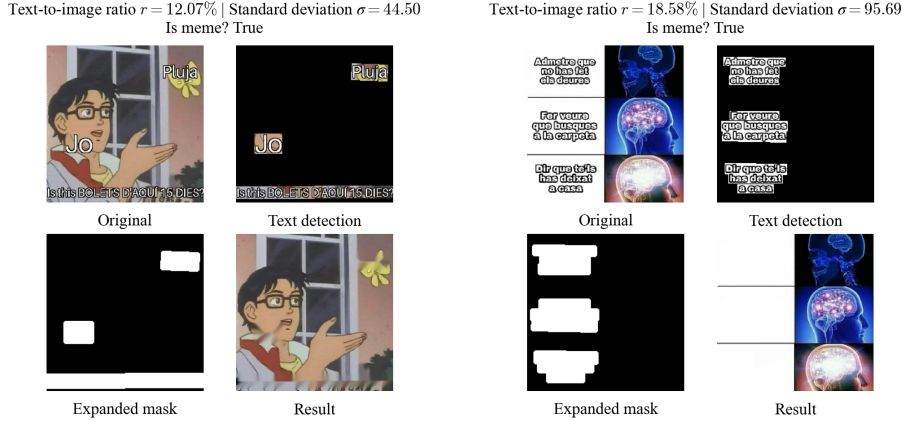 Text-to-image ratio r = 12.07% | Standard deviation σ = 44.50
Is meme? True
Pluja
Jo
Is this BOLETS D'AQUÍ 15 DIES?
Original
Pluja
Jo
Is this BOLETS D'AQUÍ 15 DIES?
Text detection
Expanded mask
Result
Text-to-image ratio r = 18.58% | Standard deviation σ = 95.69
Is meme? True
Admetre que
no has fet
els deures
Fer veure
que busques
a la carpeta
Dir que te'ls
has deixat
a casa
Original
Admetre que
no has fet
els deures
Fer veure
que busques
a la carpeta
Dir que te'ls
has deixat
a casa
Text detection
Expanded mask
Result